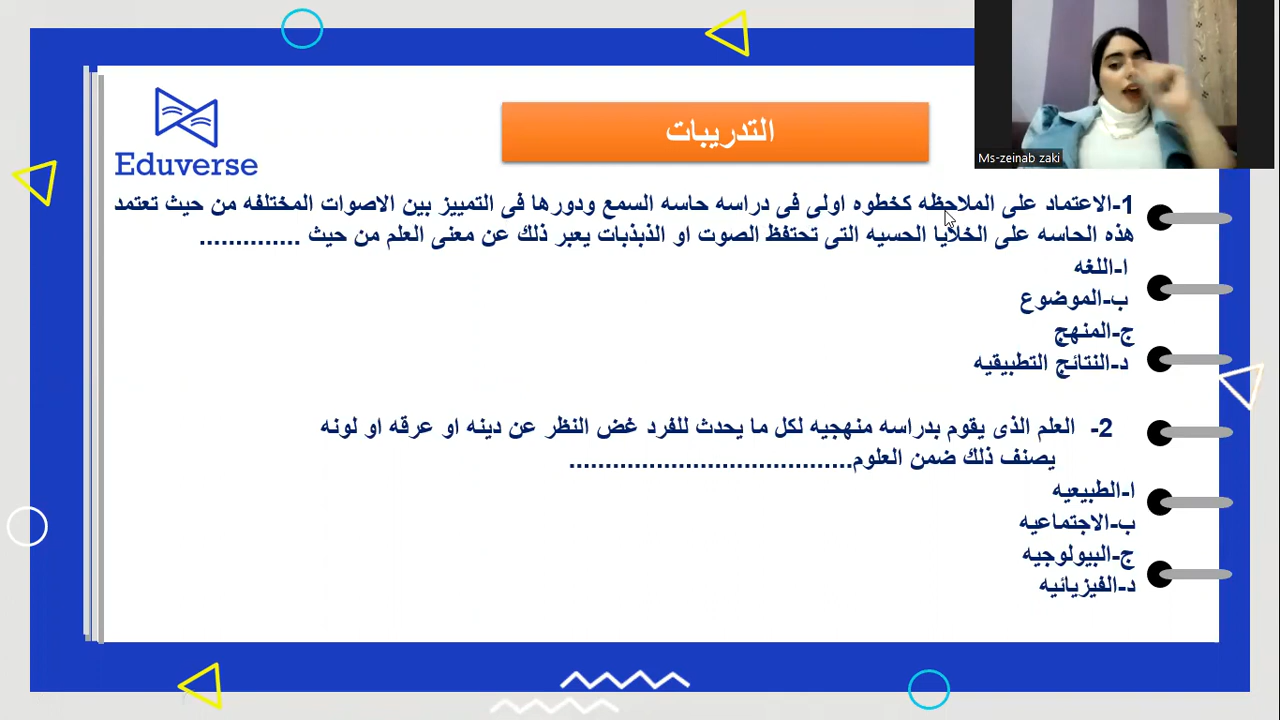 التدريبات
Eduverse
Ms-zeinab zaki
1-الاعتماد على الملاحظه كخطوه اولى فى دراسه حاسه السمع ودورها فى التمييز بين الاصوات المختلفه من حيث تعتمد
هذه الحاسه على الخلايا الحسيه التى تحتفظ الصوت او الذبذبات يعبر ذلك عن معنى العلم من حيث ..............
ا-اللغه
ب-الموضوع
ج-المنهج
د-النتائج التطبيقيه
2- العلم الذى يقوم بدراسه منهجيه لكل ما يحدث للفرد غض النظر عن دينه او عرقه او لونه
يصنف ذلك ضمن العلوم.......................................
ا-الطبيعيه
ب-الاجتماعيه
ج-البيولوجيه
د-الفيزيائيه